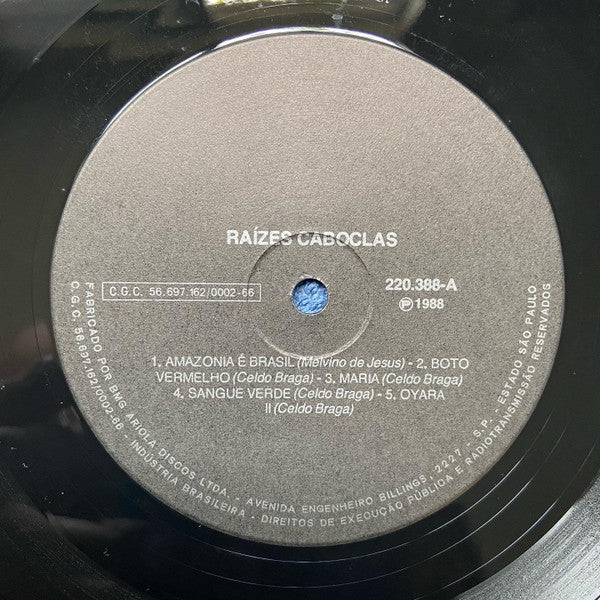 RAÍZES CABOCLAS
C.G.C. 56.697.162/0002-66
220.388-A
Ⓟ 1988
1. AMAZONIA É BRASIL (Melvino de Jesus) - 2. BOTO
VERMELHO (Celdo Braga) - 3. MARIA (Celdo Braga)
4. SANGUE VERDE (Celdo Braga) - 5. OYARA
II (Celdo Braga)
FABRICADO POR BMG ARIOLA DISCOS LTDA. - AVENIDA ENGENHEIRO BILLINGS, 2227 - S.P. - ESTADO SÃO PAULO
C.G.C. 56.697.162/0002-66 - INDÚSTRIA BRASILEIRA - DIREITOS DE EXECUÇÃO PÚBLICA E RADIOTRANSMISSÃO RESERVADOS